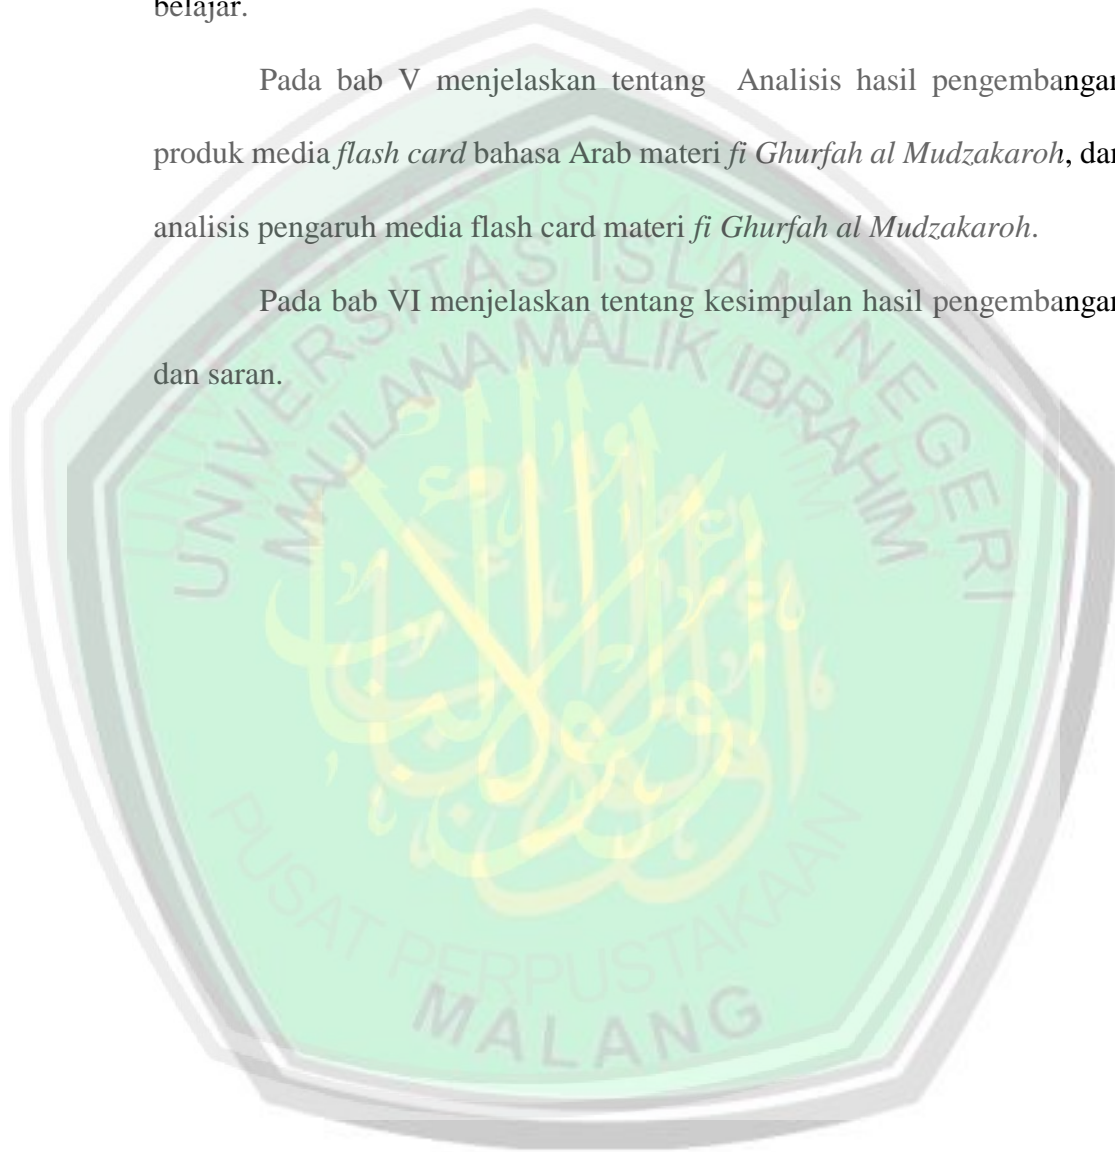 belajar.
Pada bab V menjelaskan tentang Analisis hasil pengembangan
produk media flash card bahasa Arab materi fi Ghurfah al Mudzakaroh, dan
analisis pengaruh media flash card materi fi Ghurfah al Mudzakaroh.
Pada bab VI menjelaskan tentang kesimpulan hasil pengembangan
dan saran.
UNIVERSITAS ISLAM NEGERI
MAULANA MALIK IBRAHIM
PUSAT PERPUSTAKAAN
MALANG